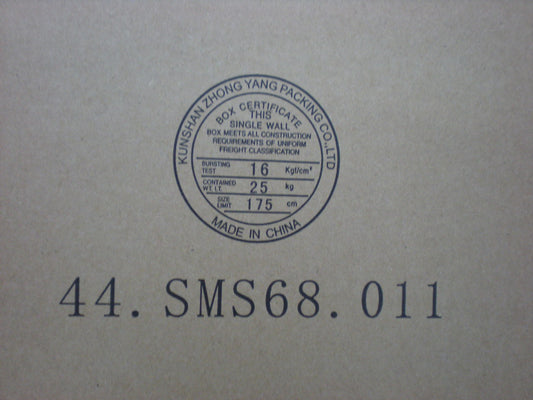 KUNSHAN ZHONG YANG PACKING CO.,LTD
BOX CERTIFICATE
THIS
SINGLE WALL
BOX MEETS ALL CONSTRUCTION
REQUIREMENTS OF UNIFORM
FREIGHT CLASSIFICATION
BURSTING TEST 16 Kgf/cm²
CONTAINED WT. LT. 25 kg
SIZE LIMIT 175 cm
MADE IN CHINA
44.SMS68.011